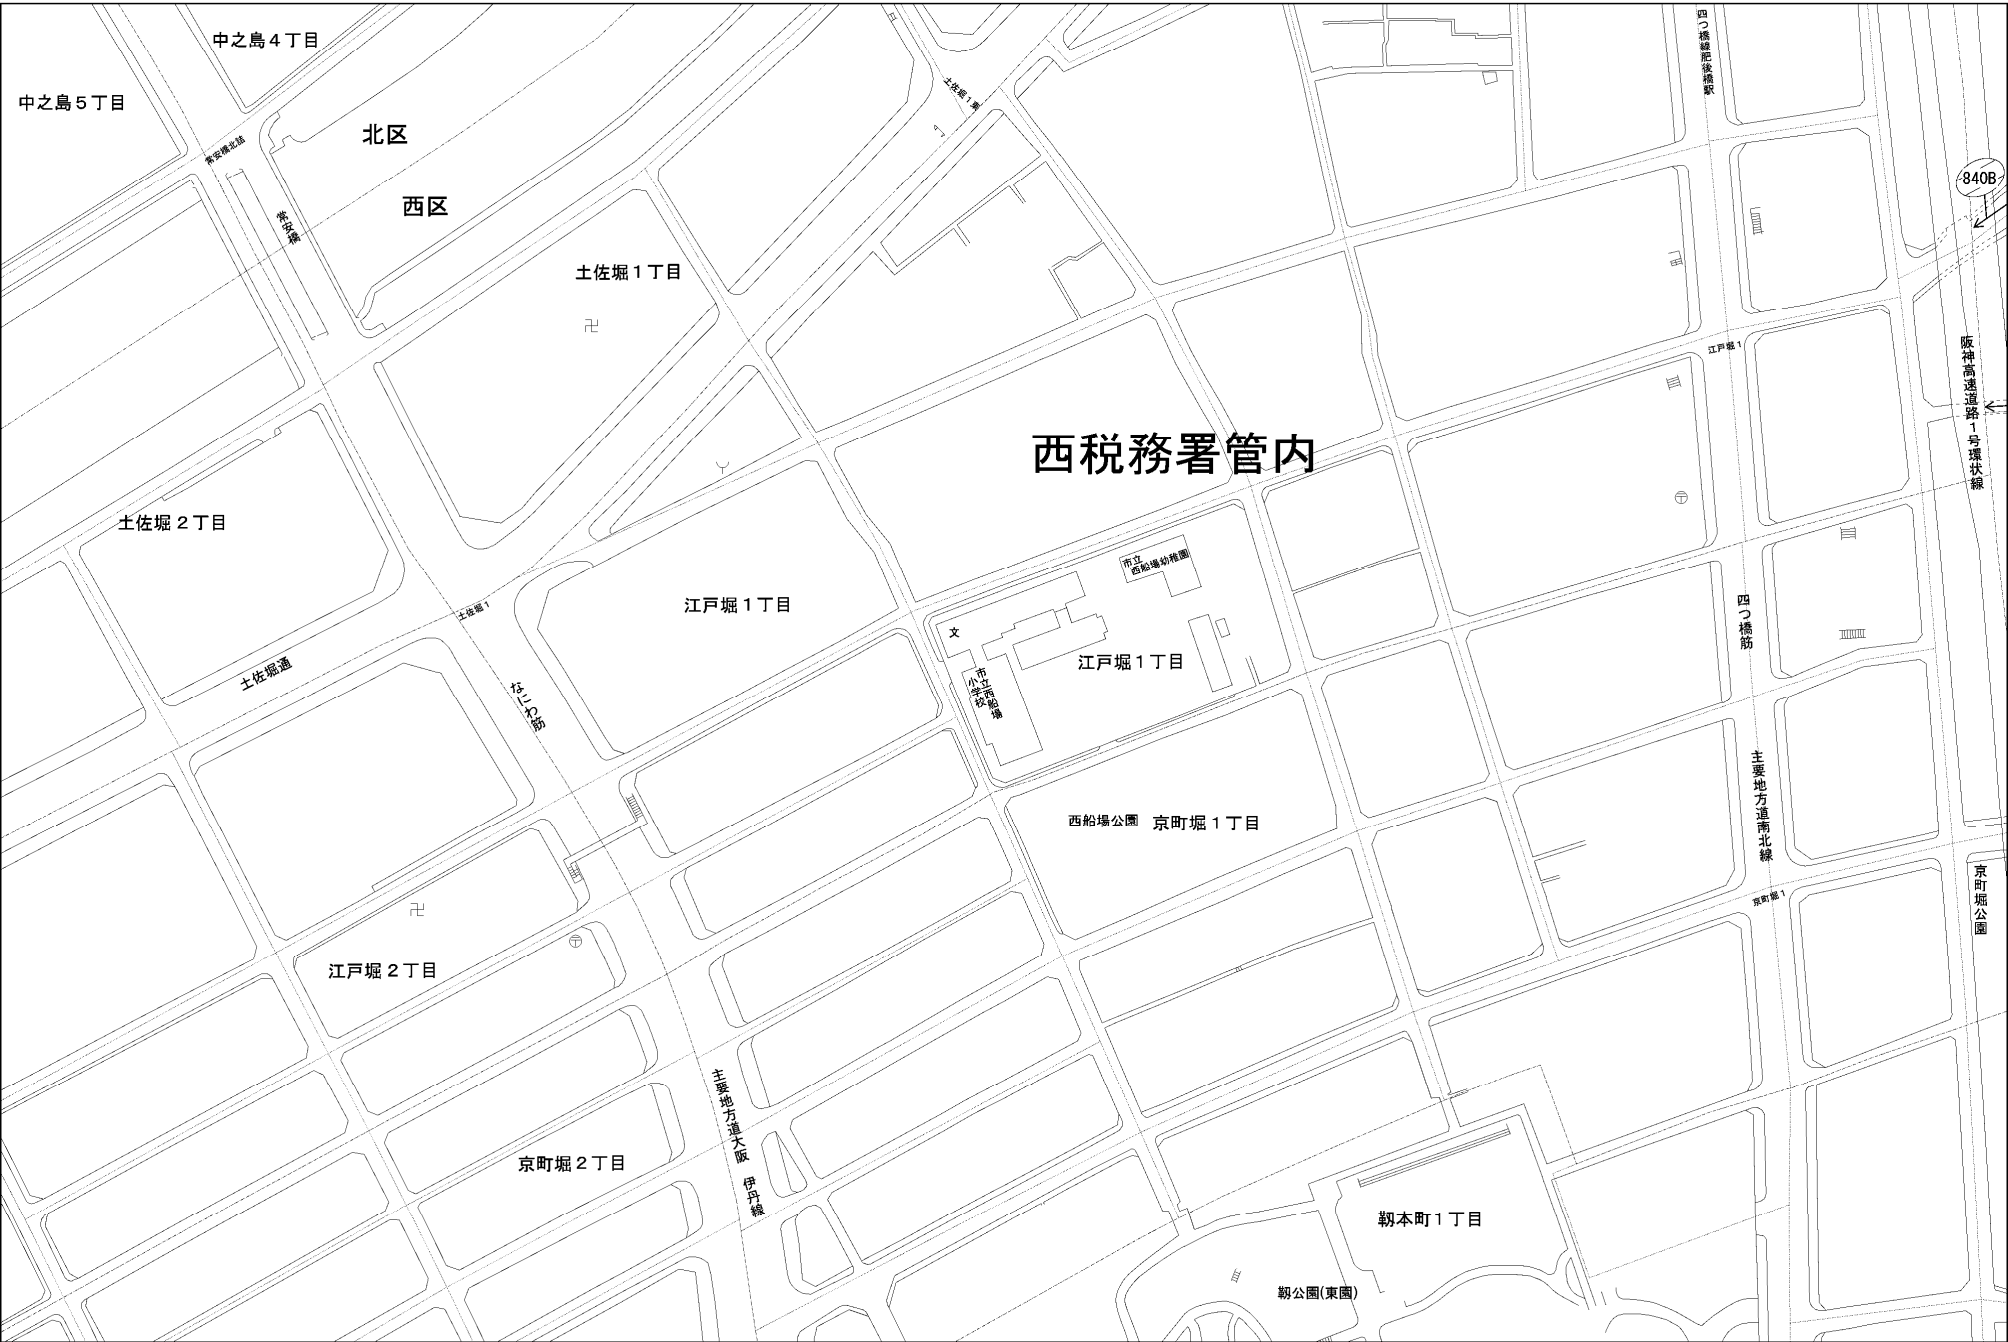 中之島４丁目
四つ橋線肥後橋駅
中之島５丁目
土佐堀１東
北区
常安橋北詰
840B
西区
常安橋
土佐堀１丁目
卍
江戸堀１
阪神高速道路１号環状線
西税務署管内
〒
土佐堀２丁目
市立
西船場幼稚園
江戸堀１丁目
土佐堀１
四つ橋筋
文
江戸堀１丁目
土佐堀通
市立西船場
小学校
なにわ筋
主要地方道南北線
西船場公園
京町堀１丁目
京町堀１
京町堀公園
卍
〒
江戸堀２丁目
主要地方道大阪　伊丹線
京町堀２丁目
靱本町１丁目
靱公園(東園)